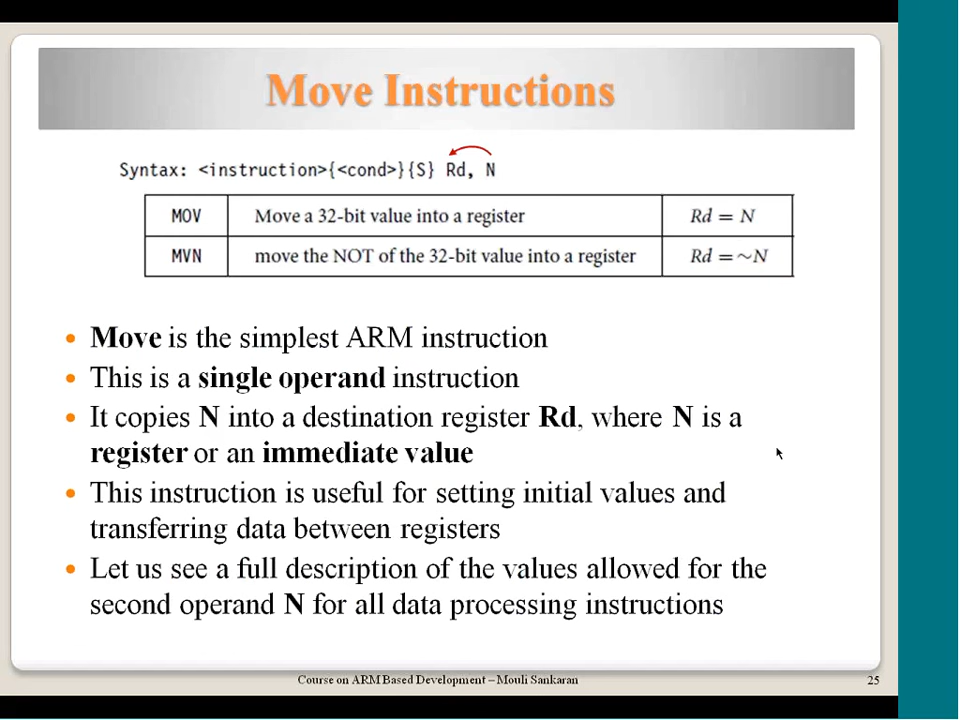 Move Instructions
Syntax: <instruction>{<cond>}{S} Rd, N
MOV Move a 32-bit value into a register Rd = N
MVN move the NOT of the 32-bit value into a register Rd = ~N
• Move is the simplest ARM instruction
• This is a single operand instruction
• It copies N into a destination register Rd, where N is a
register or an immediate value
• This instruction is useful for setting initial values and
transferring data between registers
• Let us see a full description of the values allowed for the
second operand N for all data processing instructions
Course on ARM Based Development – Mouli Sankaran
25